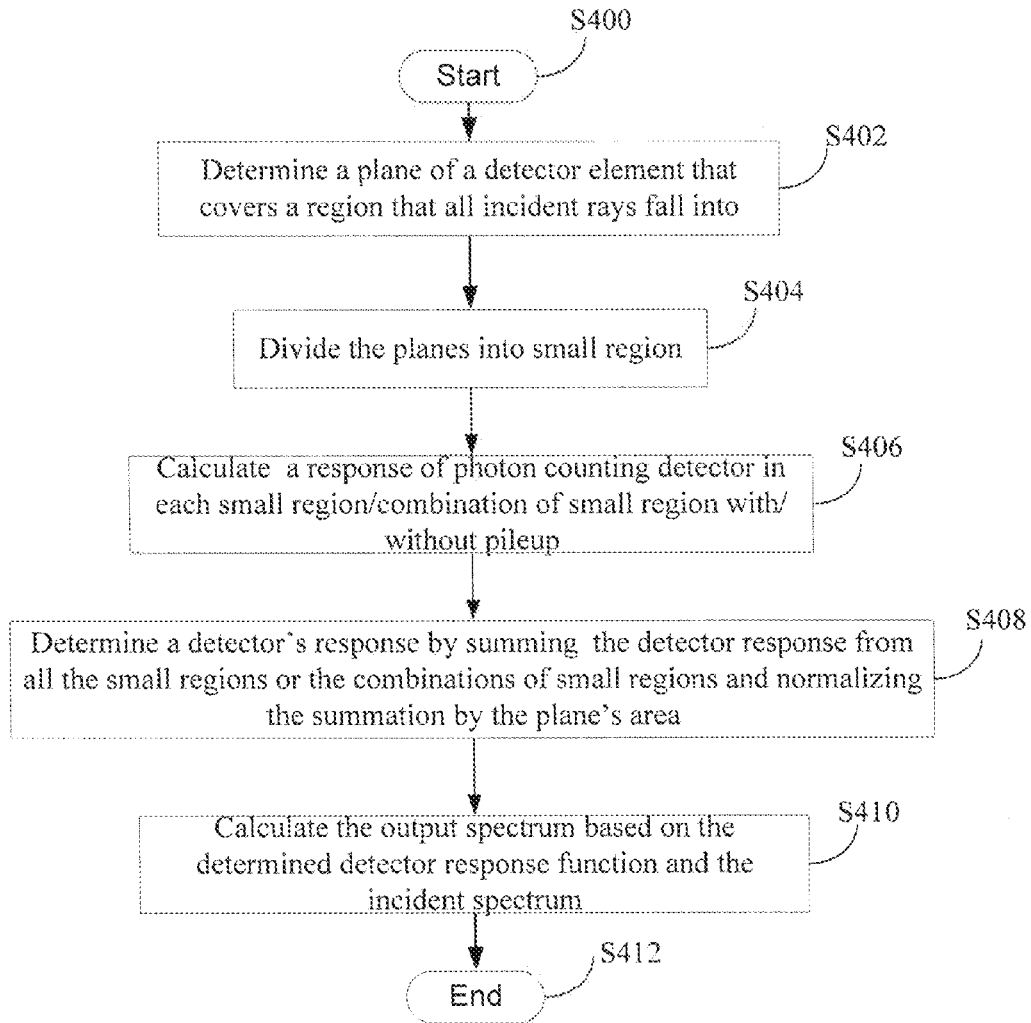 S400
Start
S402
Determine a plane of a detector element that
covers a region that all incident rays fall into
S404
Divide the planes into small region
S406
Calculate a response of photon counting detector in
each small region/combination of small region with/
without pileup
S408
Determine a detector's response by summing the detector response from
all the small regions or the combinations of small regions and normalizing
the summation by the plane's area
S410
Calculate the output spectrum based on the
determined detector response function and the
incident spectrum
S412
End